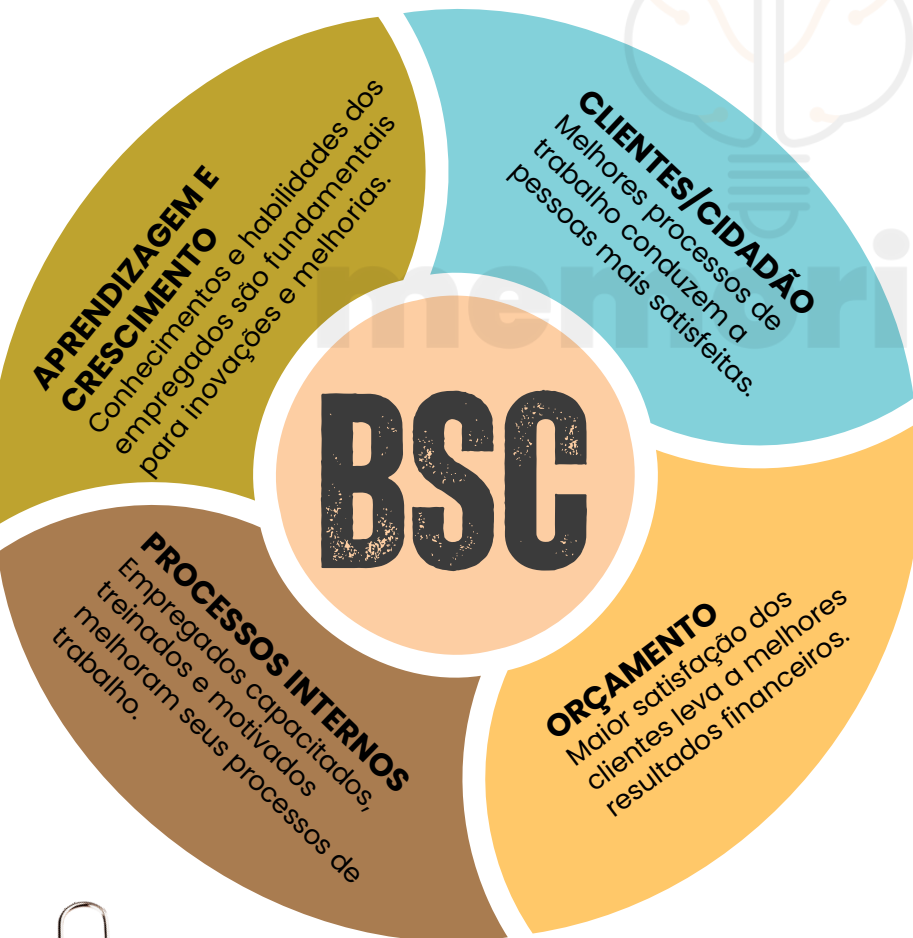 APRENDIZAGEM E
CRESCIMENTO
Conhecimentos e habilidades dos
empregados são fundamentais
para inovações e melhorias.
CLIENTES/CIDADÃO
Melhores processos de
trabalho conduzem a
pessoas mais satisfeitas.
BSC
PROCESSOS INTERNOS
Empregados capacitados,
treinados e motivados
melhoram seus processos de
trabalho.
ORÇAMENTO
Maior satisfação dos
clientes leva a melhores
resultados financeiros.